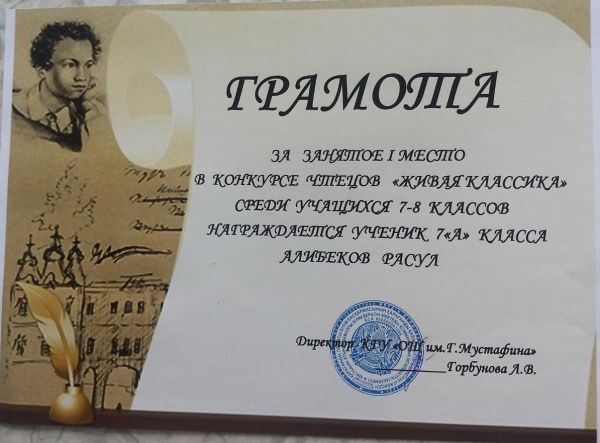 ГРАМОТА
ЗА ЗАНЯТОЕ I МЕСТО
В КОНКУРСЕ ЧТЕЦОВ «ЖИВАЯ КЛАССИКА»
СРЕДИ УЧАЩИХСЯ 7-8 КЛАССОВ
НАГРАЖДАЕТСЯ УЧЕНИК 7«А» КЛАССА
АЛИБЕКОВ РАСУЛ
Директор КГУ «ОШ им.Г.Мустафина»
Горбунова Л.В.